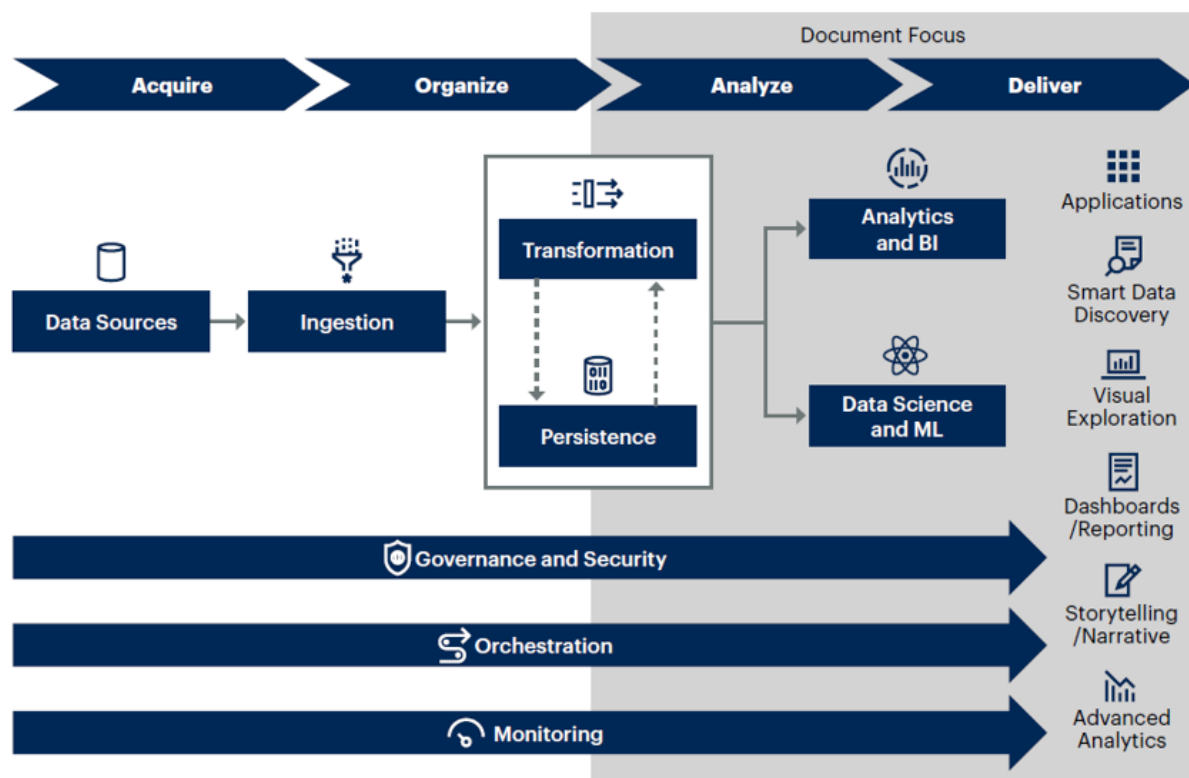 Document Focus
Acquire
Organize
Analyze
Deliver
Data Sources
Ingestion
Transformation
Persistence
Analytics
and BI
Data Science
and ML
Applications
Smart Data
Discovery
Visual
Exploration
Dashboards
/Reporting
Storytelling
/Narrative
Advanced
Analytics
Governance and Security
Orchestration
Monitoring